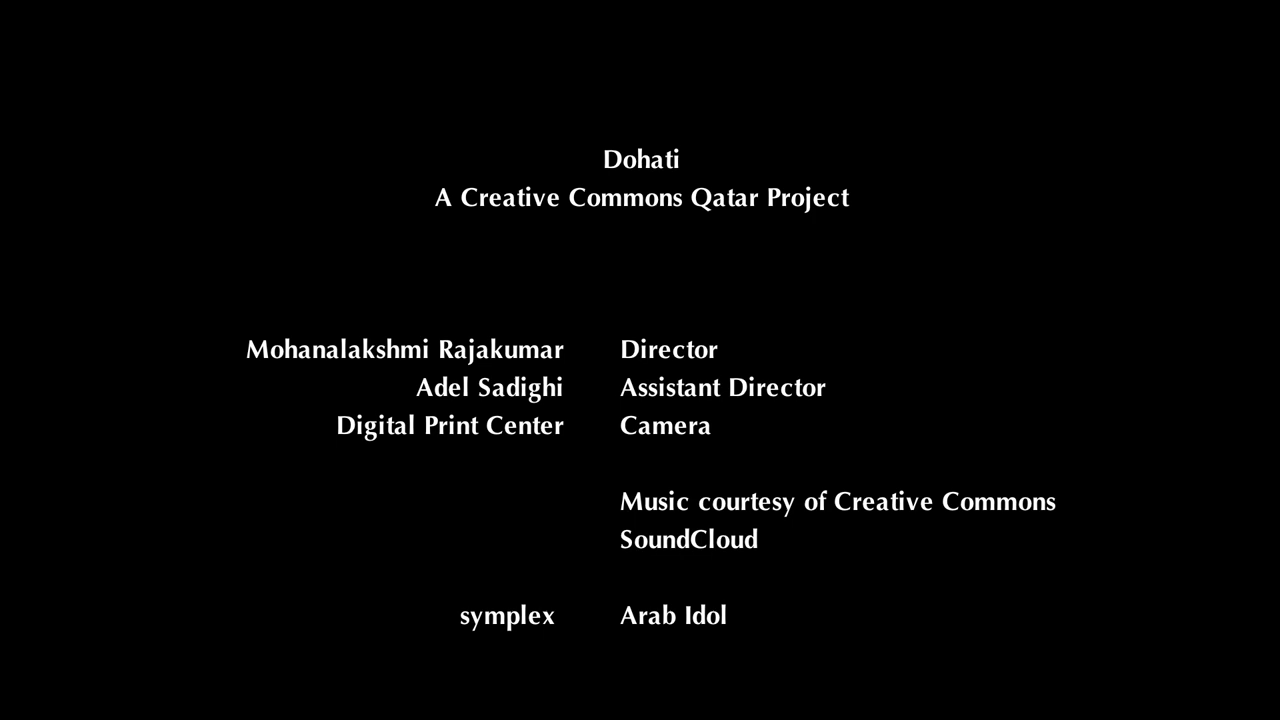 Dohati
A Creative Commons Qatar Project
Mohanalakshmi Rajakumar Director
Adel Sadighi Assistant Director
Digital Print Center Camera
Music courtesy of Creative Commons
SoundCloud
symplex Arab Idol